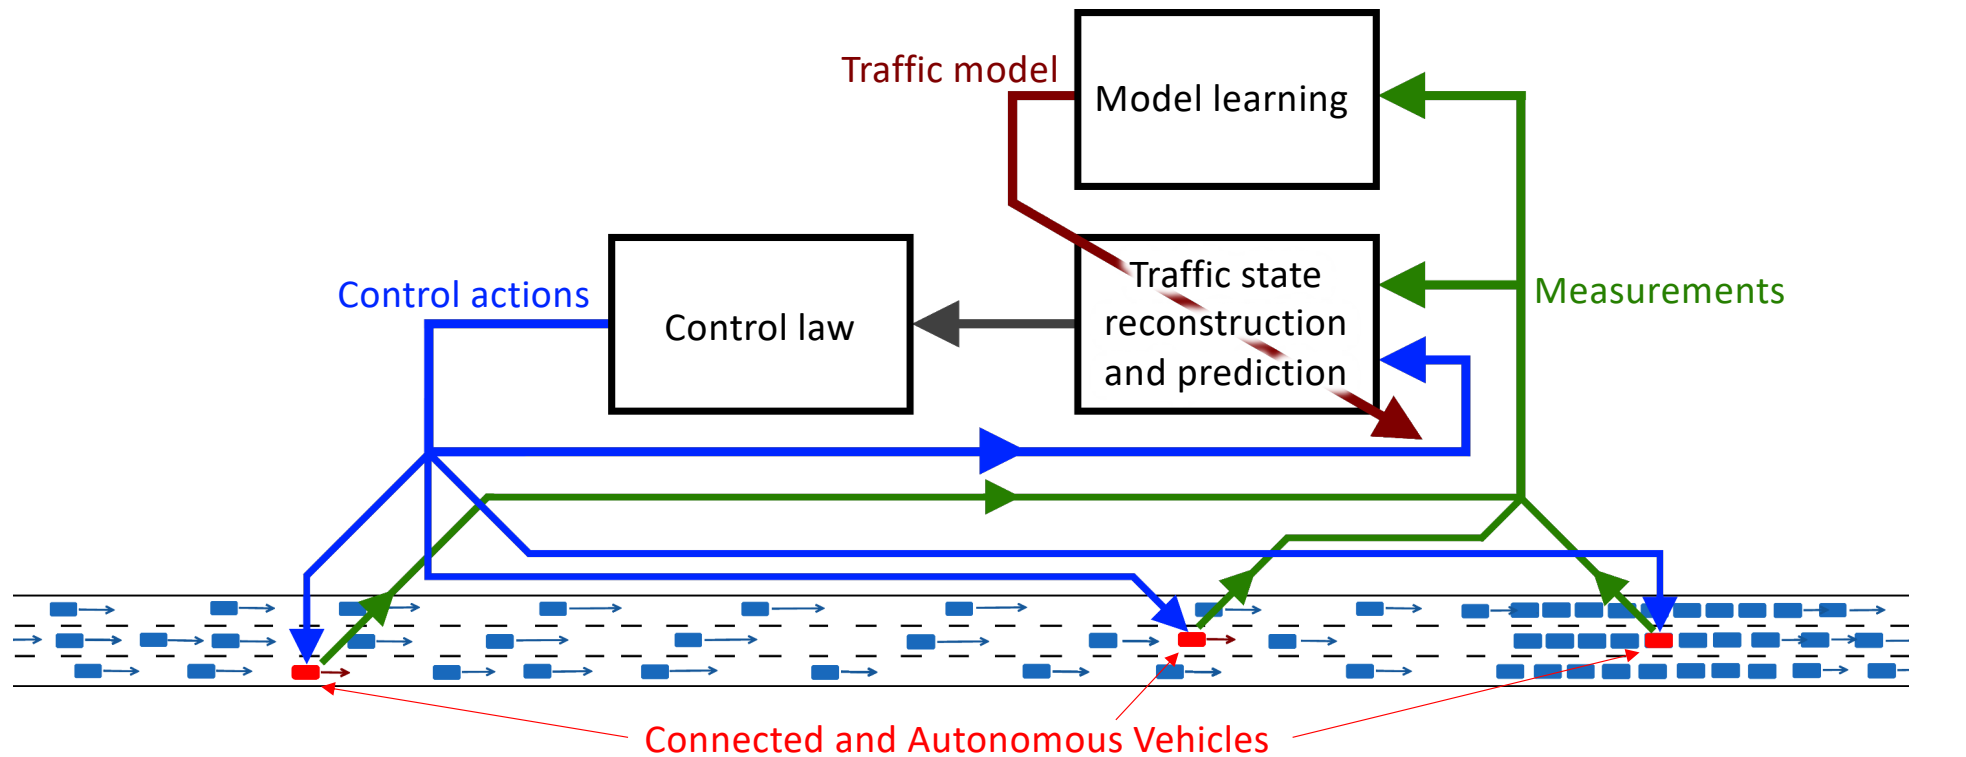 Traffic model
Model learning
Control actions
Control law
Traffic state
reconstruction
and prediction
Measurements
Connected and Autonomous Vehicles